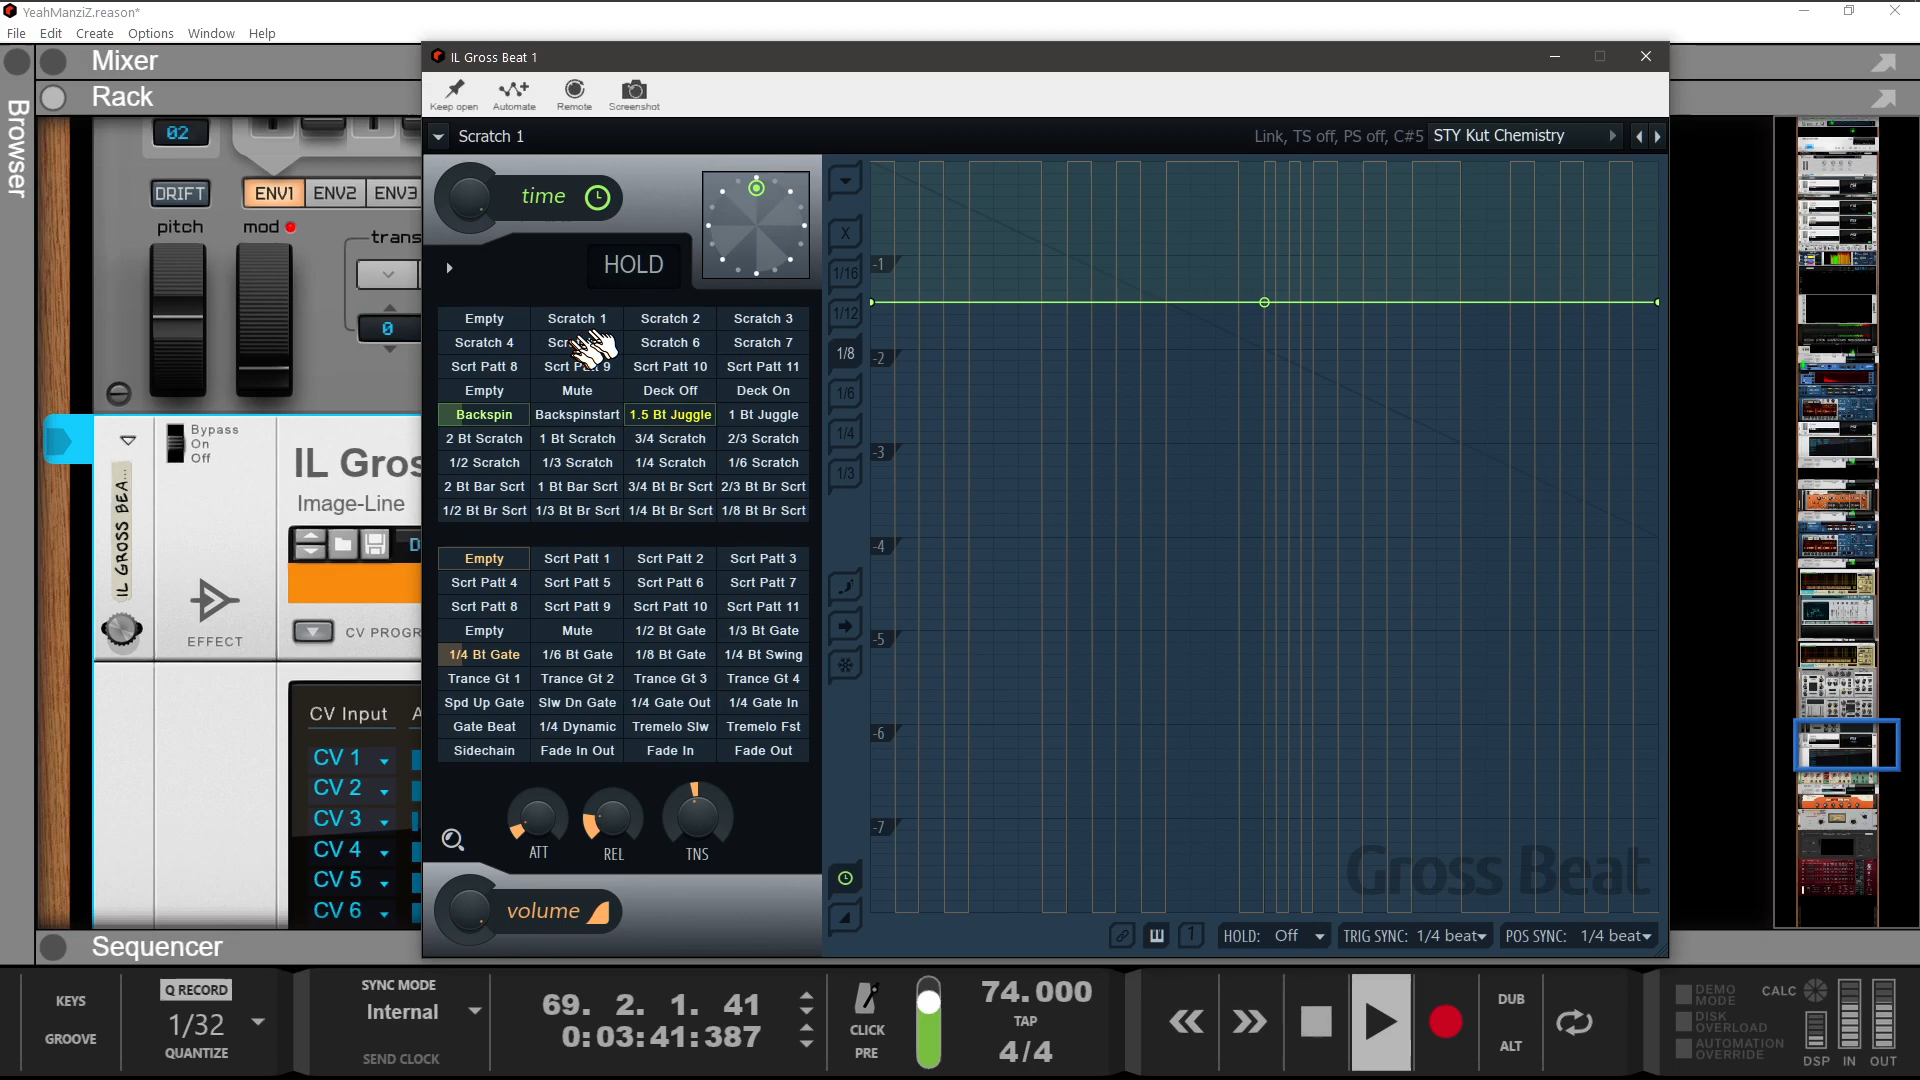 YeahManziZ.reason*
File Edit Create Options Window Help
Mixer
Rack
Browser
02
DRIFT
ENV1 ENV2 ENV3
pitch
mod
trans
0
Bypass
On
Off
IL Gros
Image-Line
IL GROSS BEA...
D
EFFECT
CV PROGR
CV Input A
CV 1
CV 2
CV 3
CV 4
CV 5
CV 6
IL Gross Beat 1
Keep open Automate Remote Screenshot
Scratch 1
Link, TS off, PS off, C#5 STY Kut Chemistry
time
HOLD
Empty Scratch 1 Scratch 2 Scratch 3
Scratch 4 Scr Scratch 6 Scratch 7
Scrt Patt 8 Scrt P 9 Scrt Patt 10 Scrt Patt 11
Empty Mute Deck Off Deck On
Backspin Backspinstart 1.5 Bt Juggle 1 Bt Juggle
2 Bt Scratch 1 Bt Scratch 3/4 Scratch 2/3 Scratch
1/2 Scratch 1/3 Scratch 1/4 Scratch 1/6 Scratch
2 Bt Bar Scrt 1 Bt Bar Scrt 3/4 Bt Br Scrt 2/3 Bt Br Scrt
1/2 Bt Br Scrt 1/3 Bt Br Scrt 1/4 Bt Br Scrt 1/8 Bt Br Scrt
Empty Scrt Patt 1 Scrt Patt 2 Scrt Patt 3
Scrt Patt 4 Scrt Patt 5 Scrt Patt 6 Scrt Patt 7
Scrt Patt 8 Scrt Patt 9 Scrt Patt 10 Scrt Patt 11
Empty Mute 1/2 Bt Gate 1/3 Bt Gate
1/4 Bt Gate 1/6 Bt Gate 1/8 Bt Gate 1/4 Bt Swing
Trance Gt 1 Trance Gt 2 Trance Gt 3 Trance Gt 4
Spd Up Gate Slw Dn Gate 1/4 Gate Out 1/4 Gate In
Gate Beat 1/4 Dynamic Tremelo Slw Tremelo Fst
Sidechain Fade In Out Fade In Fade Out
ATT REL TNS
volume
X
1/16
1/12
1/8
1/6
1/4
1/3
-1
-2
-3
-4
-5
-6
-7
Gross Beat
1 HOLD: Off TRIG SYNC: 1/4 beat POS SYNC: 1/4 beat
Sequencer
KEYS
GROOVE
Q RECORD
1/32
QUANTIZE
SYNC MODE
Internal
SEND CLOCK
69. 2. 1. 41
0:03:41:387
CLICK
PRE
74.000
TAP
4/4
DUB
ALT
DEMO MODE
DISK OVERLOAD
AUTOMATION OVERRIDE
CALC
DSP IN OUT